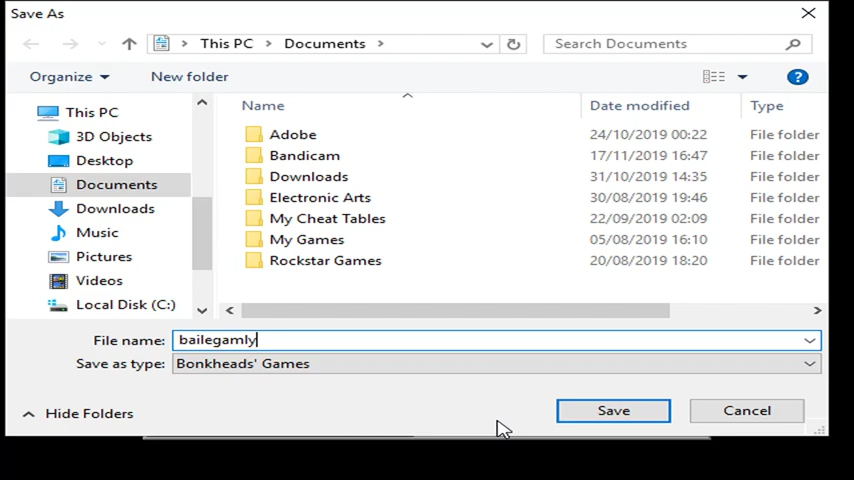 Save As
This PC > Documents >
Search Documents
Organize
New folder
?
Name
Date modified
Type
This PC
3D Objects
Desktop
Documents
Downloads
Music
Pictures
Videos
Local Disk (C:)
Adobe 24/10/2019 00:22 File folder
Bandicam 17/11/2019 16:47 File folder
Downloads 31/10/2019 14:35 File folder
Electronic Arts 30/08/2019 19:46 File folder
My Cheat Tables 22/09/2019 02:09 File folder
My Games 05/08/2019 16:10 File folder
Rockstar Games 20/08/2019 18:20 File folder
File name: bailegamly
Save as type: Bonkheads' Games
Hide Folders
Save
Cancel